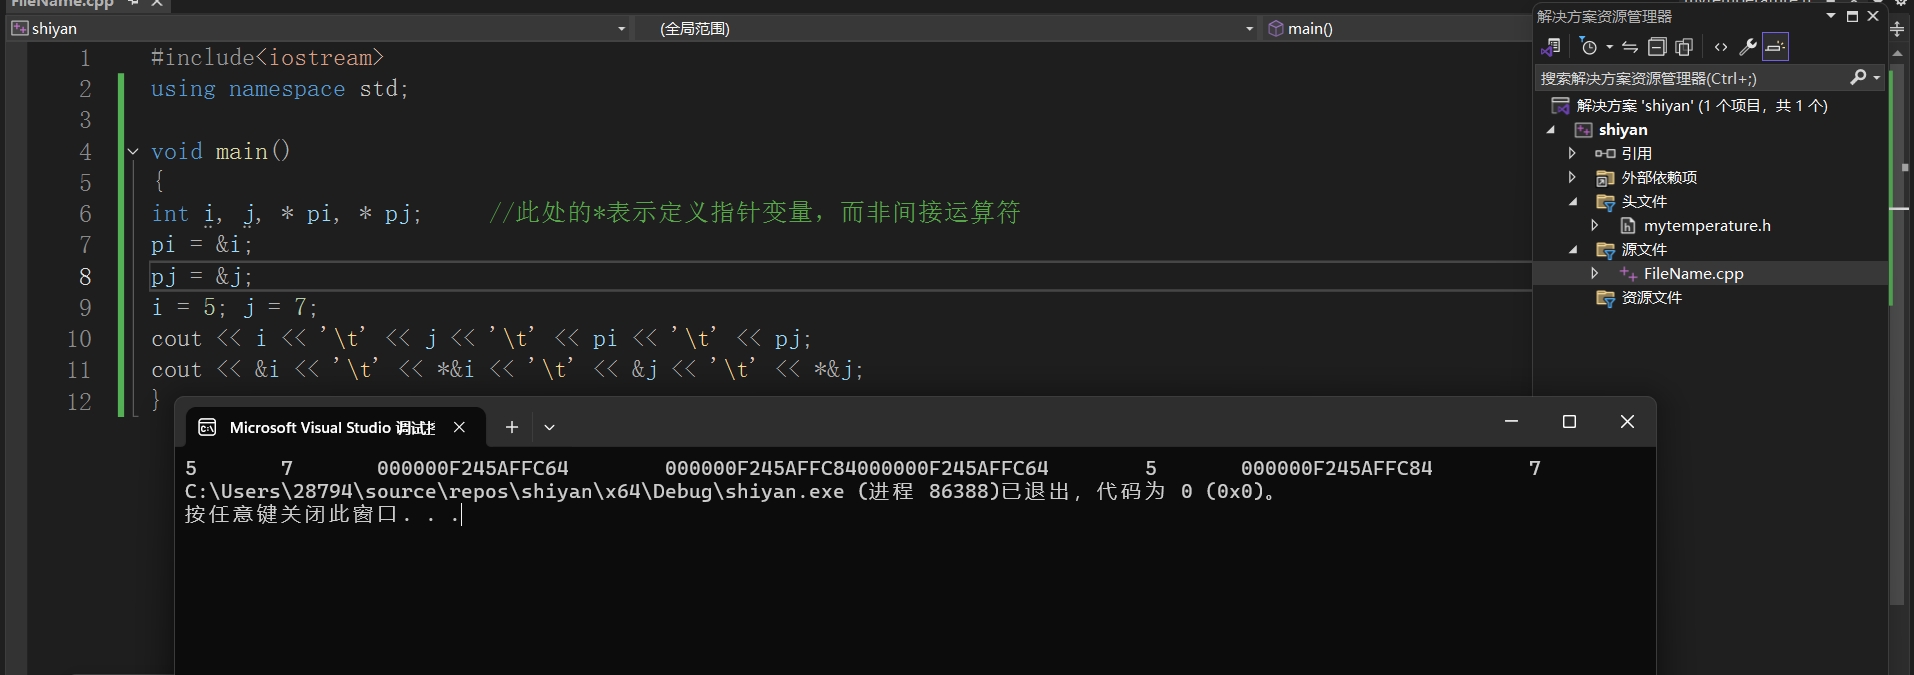 FileName.cpp
shiyan
(全局范围)
main()
1 #include<iostream>
2 using namespace std;
3
4 void main()
5 {
6 int i, j, * pi, * pj; //此处的*表示定义指针变量，而非间接运算符
7 pi = &i;
8 pj = &j;
9 i = 5; j = 7;
10 cout << i << '\t' << j << '\t' << pi << '\t' << pj;
11 cout << &i << '\t' << *&i << '\t' << &j << '\t' << *&j;
12 }
Microsoft Visual Studio 调试
5 7 000000F245AFFC64 000000F245AFFC84000000F245AFFC64 5 000000F245AFFC84 7
C:\Users\28794\source\repos\shiyan\x64\Debug\shiyan.exe (进程 86388)已退出，代码为 0 (0x0)。
按任意键关闭此窗口. . .
解决方案资源管理器
搜索解决方案资源管理器(Ctrl+;)
解决方案 'shiyan' (1 个项目，共 1 个)
shiyan
引用
外部依赖项
头文件
mytemperature.h
源文件
FileName.cpp
资源文件